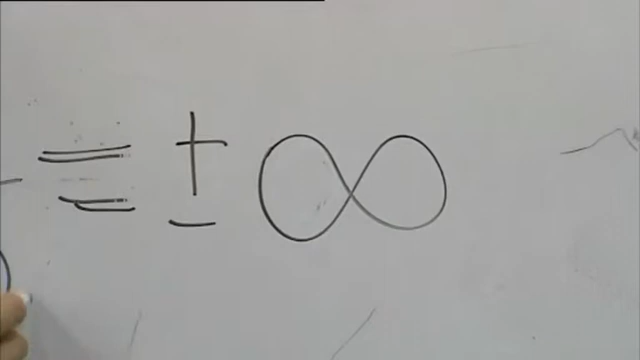 = ± ∞